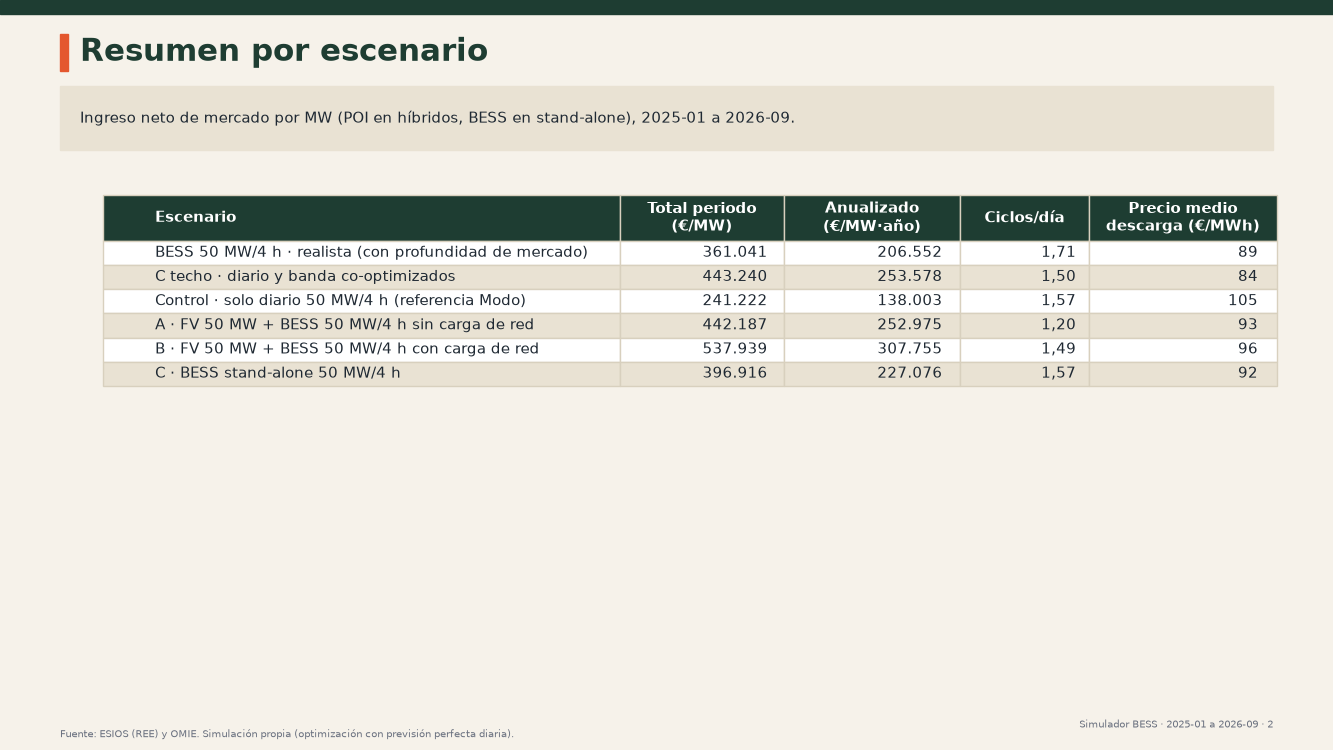 Resumen por escenario
Ingreso neto de mercado por MW (POI en híbridos, BESS en stand-alone), 2025-01 a 2026-09.
Escenario Total periodo (€/MW) Anualizado (€/MW·año) Ciclos/día Precio medio descarga (€/MWh)
BESS 50 MW/4 h · realista (con profundidad de mercado) 361.041 206.552 1,71 89
C techo · diario y banda co-optimizados 443.240 253.578 1,50 84
Control · solo diario 50 MW/4 h (referencia Modo) 241.222 138.003 1,57 105
A · FV 50 MW + BESS 50 MW/4 h sin carga de red 442.187 252.975 1,20 93
B · FV 50 MW + BESS 50 MW/4 h con carga de red 537.939 307.755 1,49 96
C · BESS stand-alone 50 MW/4 h 396.916 227.076 1,57 92
Simulador BESS · 2025-01 a 2026-09 · 2
Fuente: ESIOS (REE) y OMIE. Simulación propia (optimización con previsión perfecta diaria).